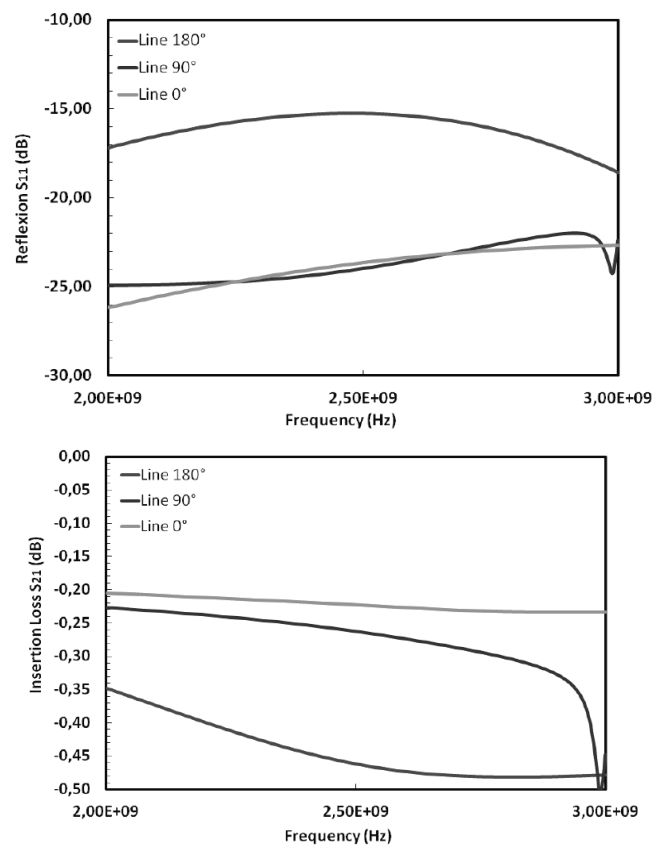 -10,00
Line 180°
Line 90°
Line 0°
-15,00
-20,00
-25,00
-30,00
Reflexion S11 (dB)
2,00E+09 2,50E+09 3,00E+09
Frequency (Hz)
0,00
Line 180°
Line 90°
Line 0°
-0,05
-0,10
-0,15
-0,20
-0,25
-0,30
-0,35
-0,40
-0,45
-0,50
Insertion Loss S21 (dB)
2,00E+09 2,50E+09 3,00E+09
Frequency (Hz)